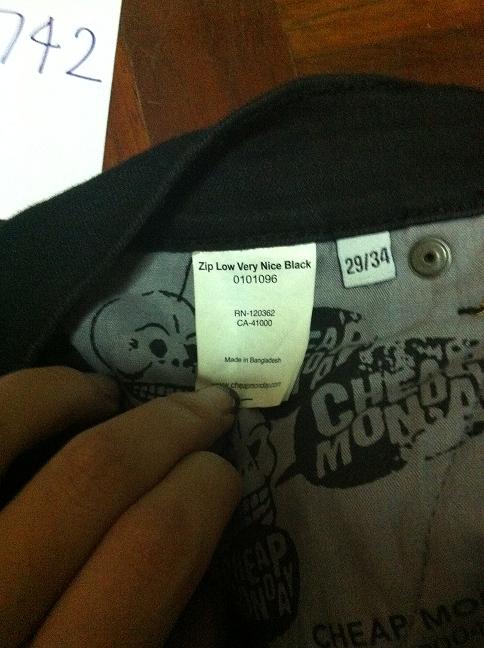 742
Zip Low Very Nice Black
0101096
29/34
RN-120362
CA-41000
Made in Bangladesh
www.cheapmonday.com
CHEAP
MONDAY
CHEAP
MONDAY
CHEAP MO